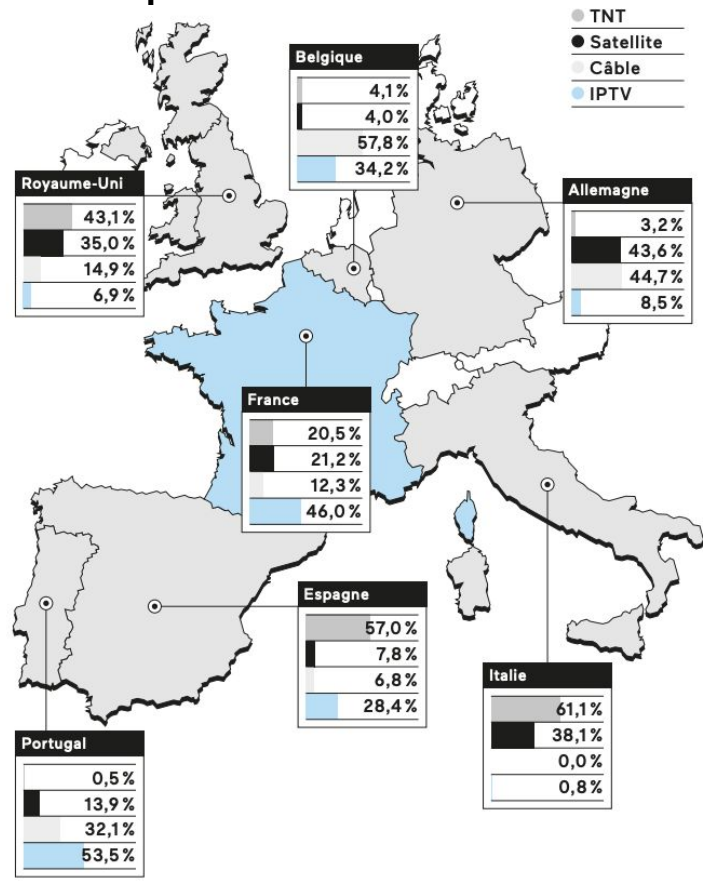 TNT
Satellite
Câble
IPTV
Belgique
4,1 %
4,0 %
57,8 %
34,2 %
Royaume-Uni
43,1 %
35,0 %
14,9 %
6,9 %
Allemagne
3,2 %
43,6 %
44,7 %
8,5 %
France
20,5 %
21,2 %
12,3 %
46,0 %
Espagne
57,0 %
7,8 %
6,8 %
28,4 %
Italie
61,1 %
38,1 %
0,0 %
0,8 %
Portugal
0,5 %
13,9 %
32,1 %
53,5 %